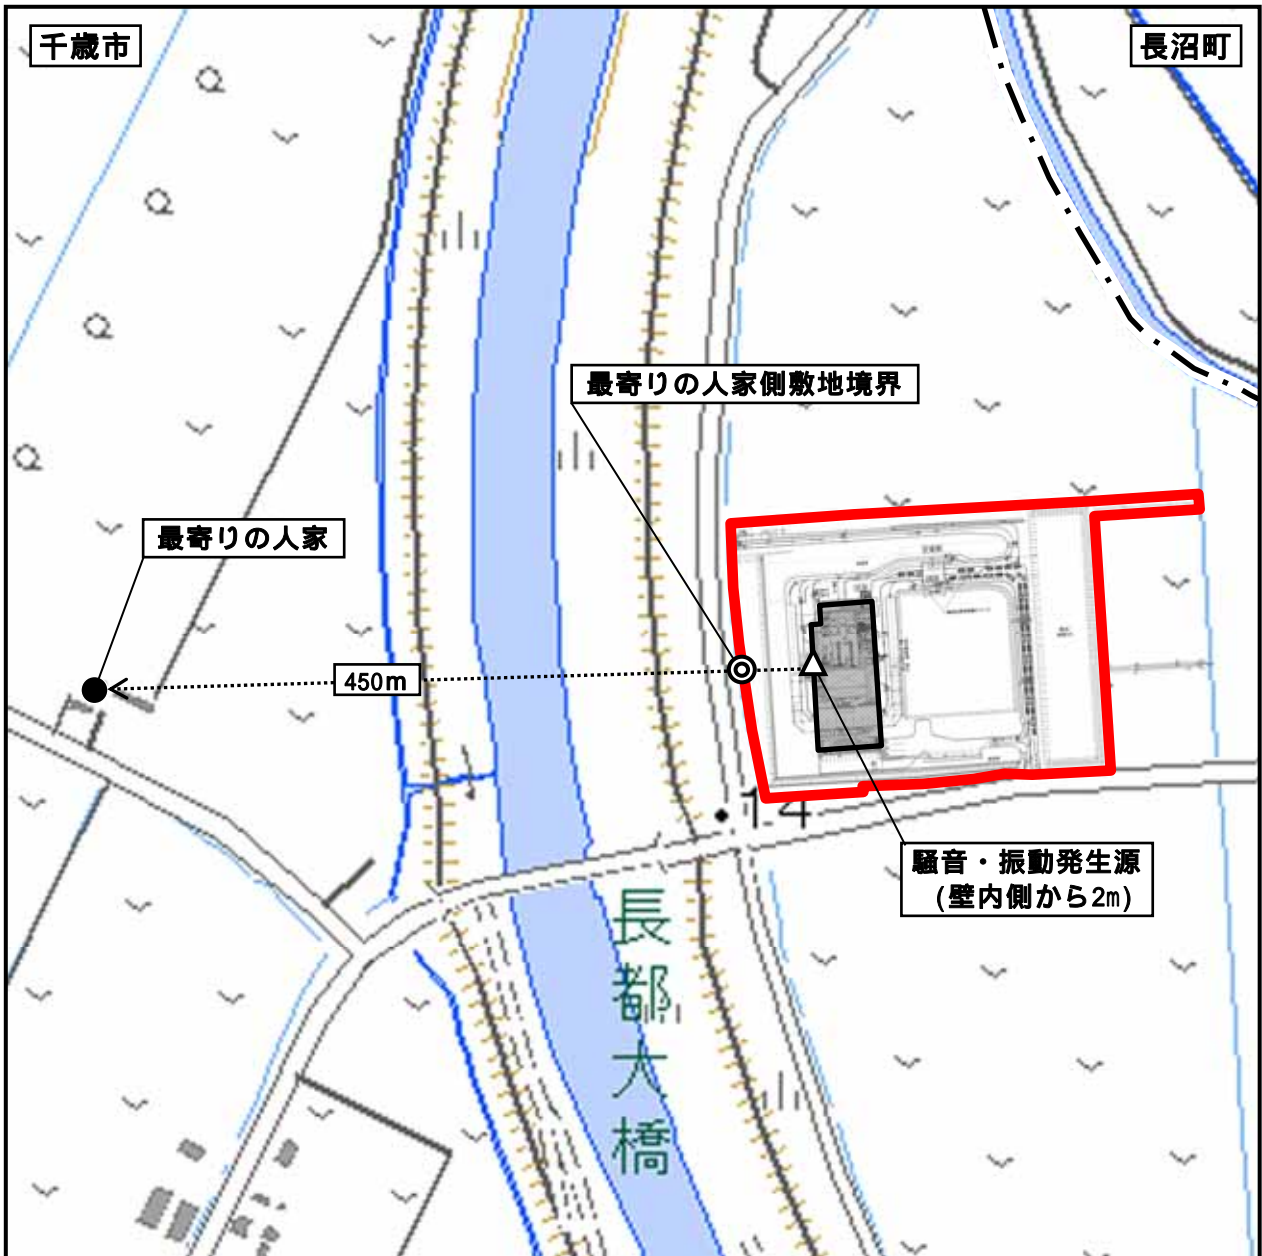 千歳市
長沼町
最寄りの人家側敷地境界
最寄りの人家
450m
14
騒音・振動発生源
(壁内側から2m)
長都大橋